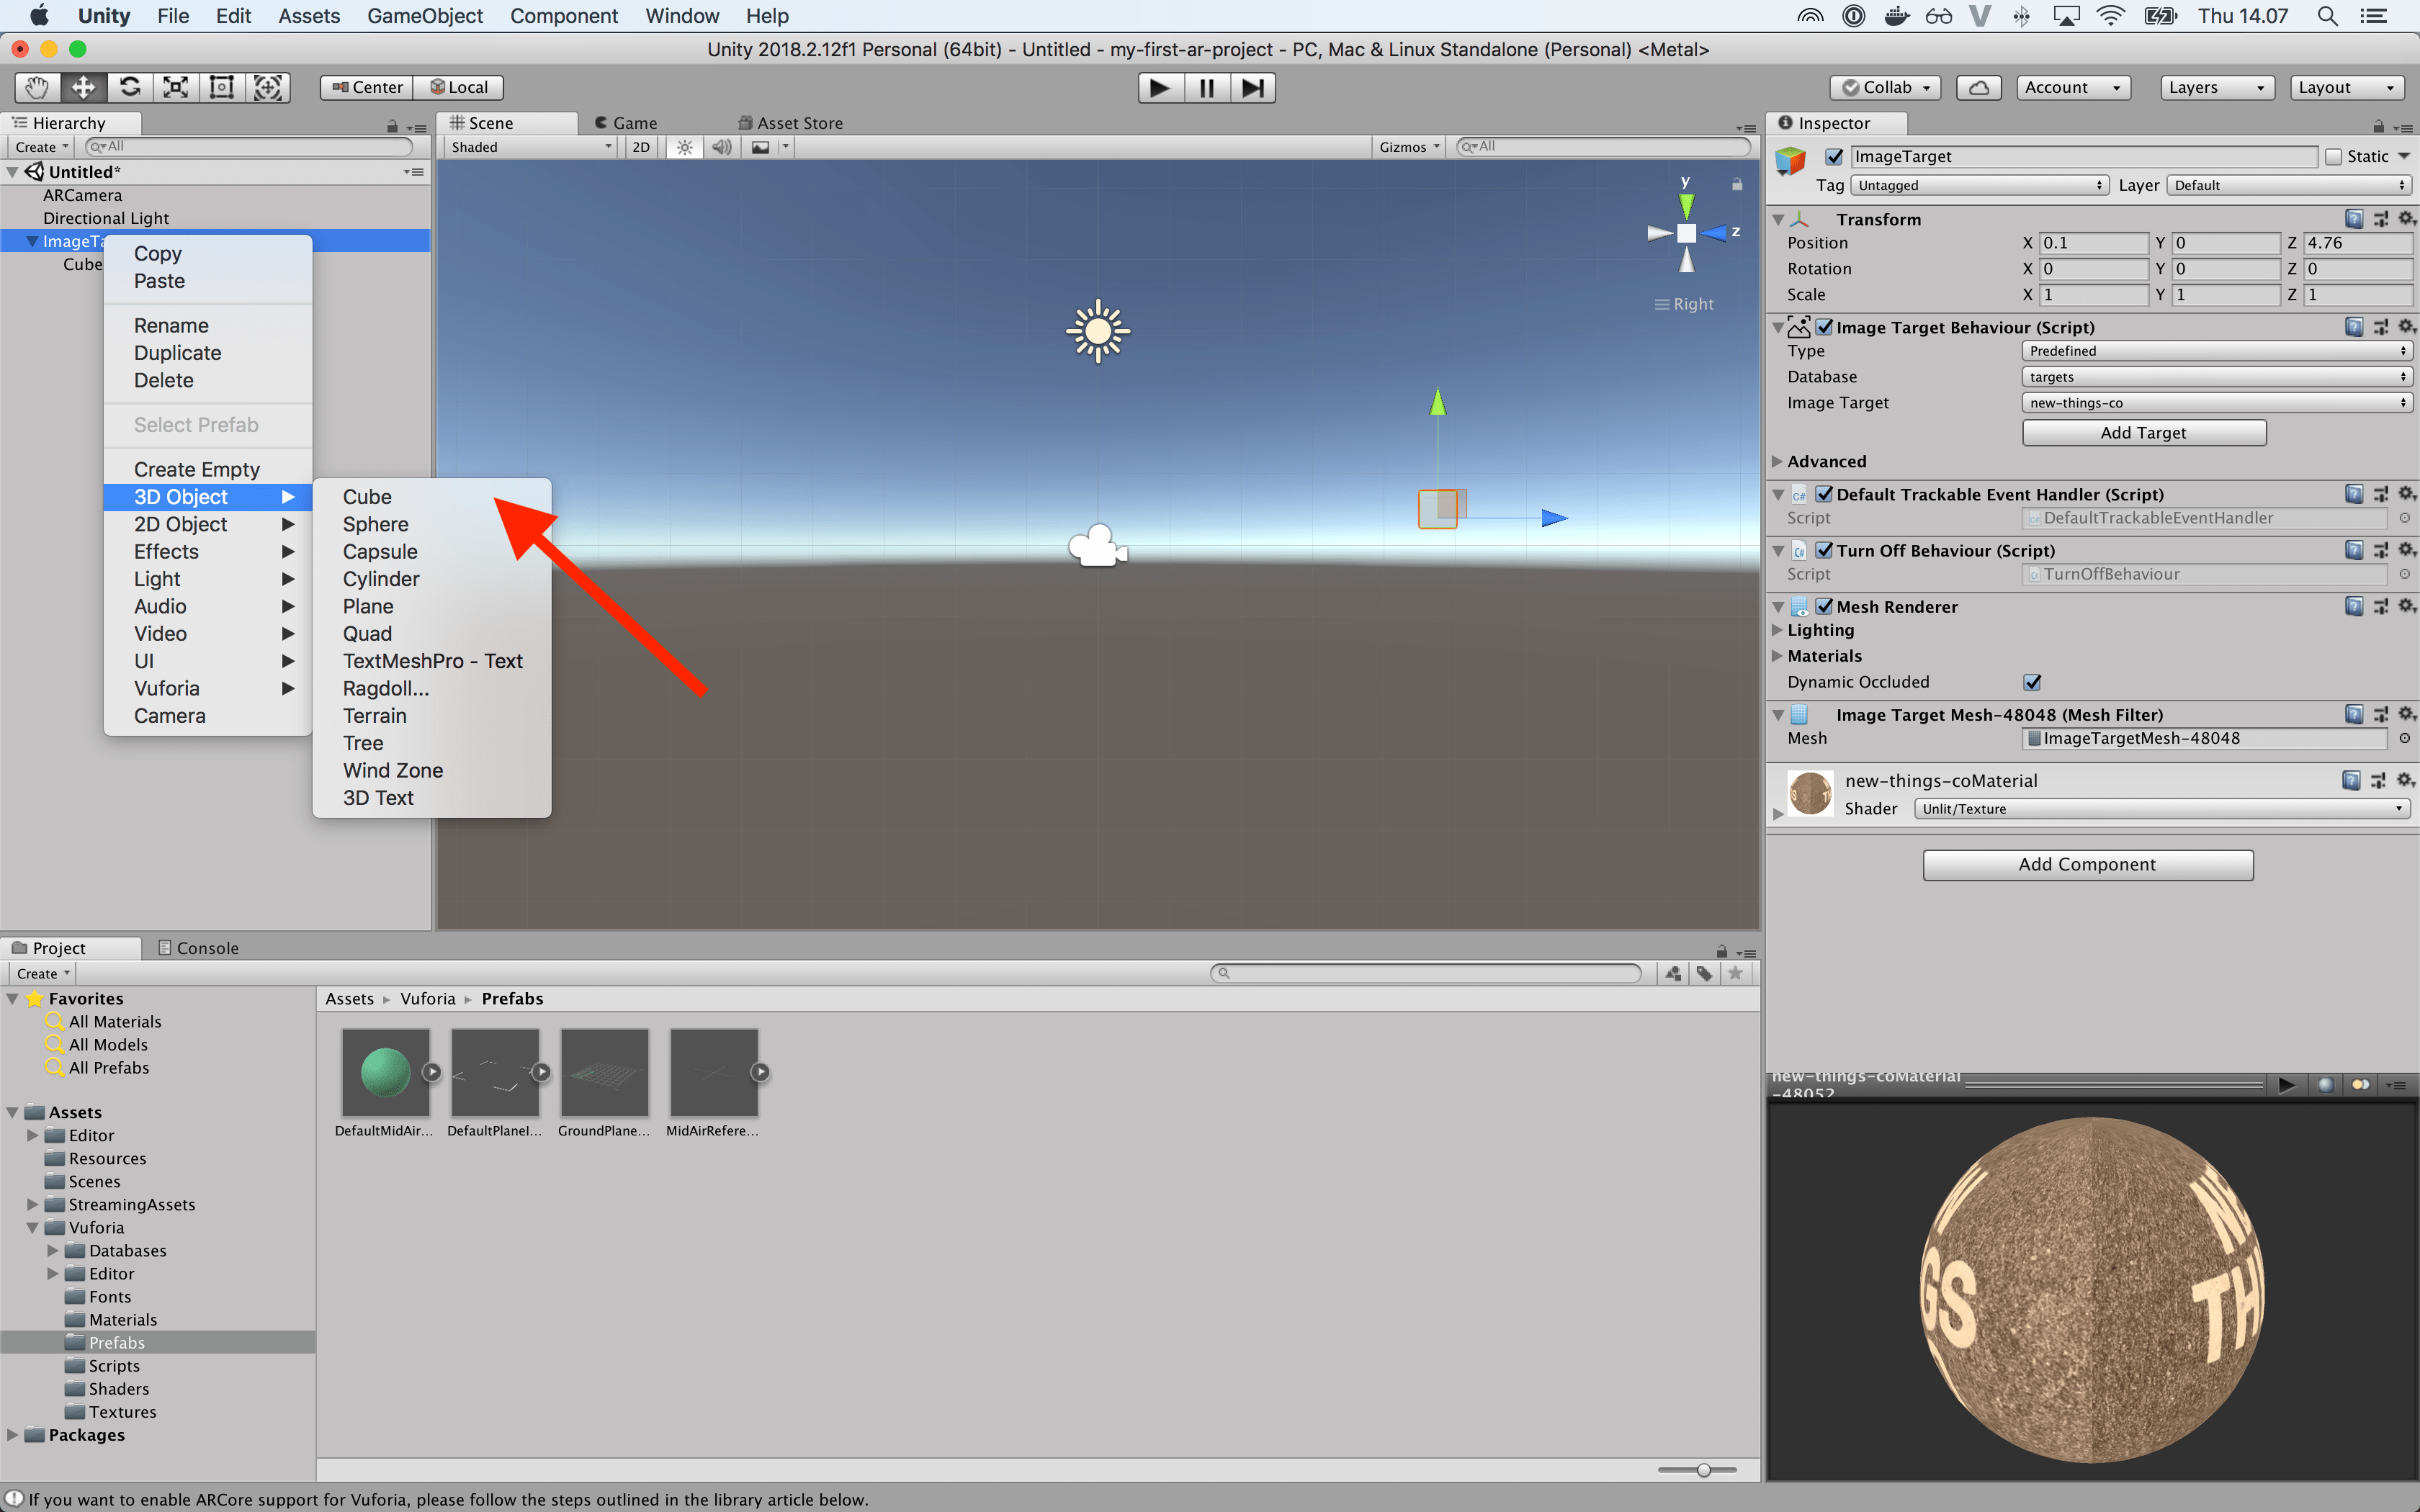 Unity File Edit Assets GameObject Component Window Help Thu 14.07
Unity 2018.2.12f1 Personal (64bit) - Untitled - my-first-ar-project - PC, Mac & Linux Standalone (Personal) <Metal>
Center Local Collab Account Layers Layout
Hierarchy
Create All
Untitled*
ARCamera
Directional Light
ImageTa
Cube
Copy
Paste
Rename
Duplicate
Delete
Select Prefab
Create Empty
3D Object
2D Object
Effects
Light
Audio
Video
UI
Vuforia
Camera
Cube
Sphere
Capsule
Cylinder
Plane
Quad
TextMeshPro - Text
Ragdoll...
Terrain
Tree
Wind Zone
3D Text
Scene Game Asset Store
Shaded 2D Gizmos All
y
z
Right
Inspector
ImageTarget Static
Tag Untagged Layer Default
Transform
Position X 0.1 Y 0 Z 4.76
Rotation X 0 Y 0 Z 0
Scale X 1 Y 1 Z 1
Image Target Behaviour (Script)
Type Predefined
Database targets
Image Target new-things-co
Add Target
Advanced
Default Trackable Event Handler (Script)
Script DefaultTrackableEventHandler
Turn Off Behaviour (Script)
Script TurnOffBehaviour
Mesh Renderer
Lighting
Materials
Dynamic Occluded
Image Target Mesh-48048 (Mesh Filter)
Mesh ImageTargetMesh-48048
new-things-coMaterial
Shader Unlit/Texture
Add Component
new-things-coMaterial
-48052
GS
TH
Project Console
Create
Favorites
All Materials
All Models
All Prefabs
Assets
Editor
Resources
Scenes
StreamingAssets
Vuforia
Databases
Editor
Fonts
Materials
Prefabs
Scripts
Shaders
Textures
Packages
Assets Vuforia Prefabs
DefaultMidAir... DefaultPlaneI... GroundPlane... MidAirRefere...
If you want to enable ARCore support for Vuforia, please follow the steps outlined in the library article below.